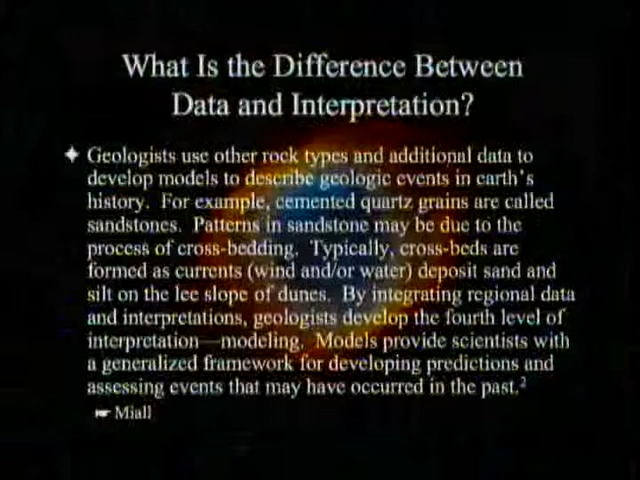 What Is the Difference Between
Data and Interpretation?
✦ Geologists use other rock types and additional data to
develop models to describe geologic events in earth's
history. For example, cemented quartz grains are called
sandstones. Patterns in sandstone may be due to the
process of cross-bedding. Typically, cross-beds are
formed as currents (wind and/or water) deposit sand and
silt on the lee slope of dunes. By integrating regional data
and interpretations, geologists develop the fourth level of
interpretation—modeling. Models provide scientists with
a generalized framework for developing predictions and
assessing events that may have occurred in the past.²
☛ Miall